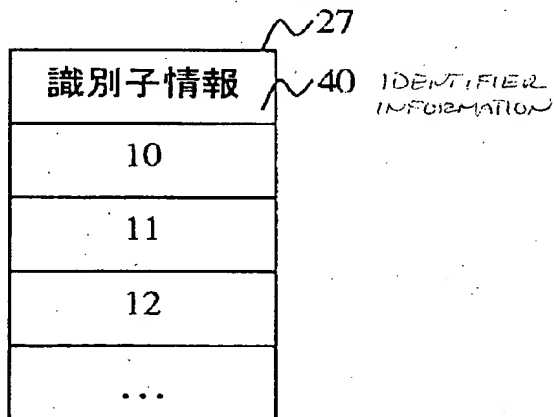 27
識別子情報
40 IDENTIFIER
INFORMATION
10
11
12
...